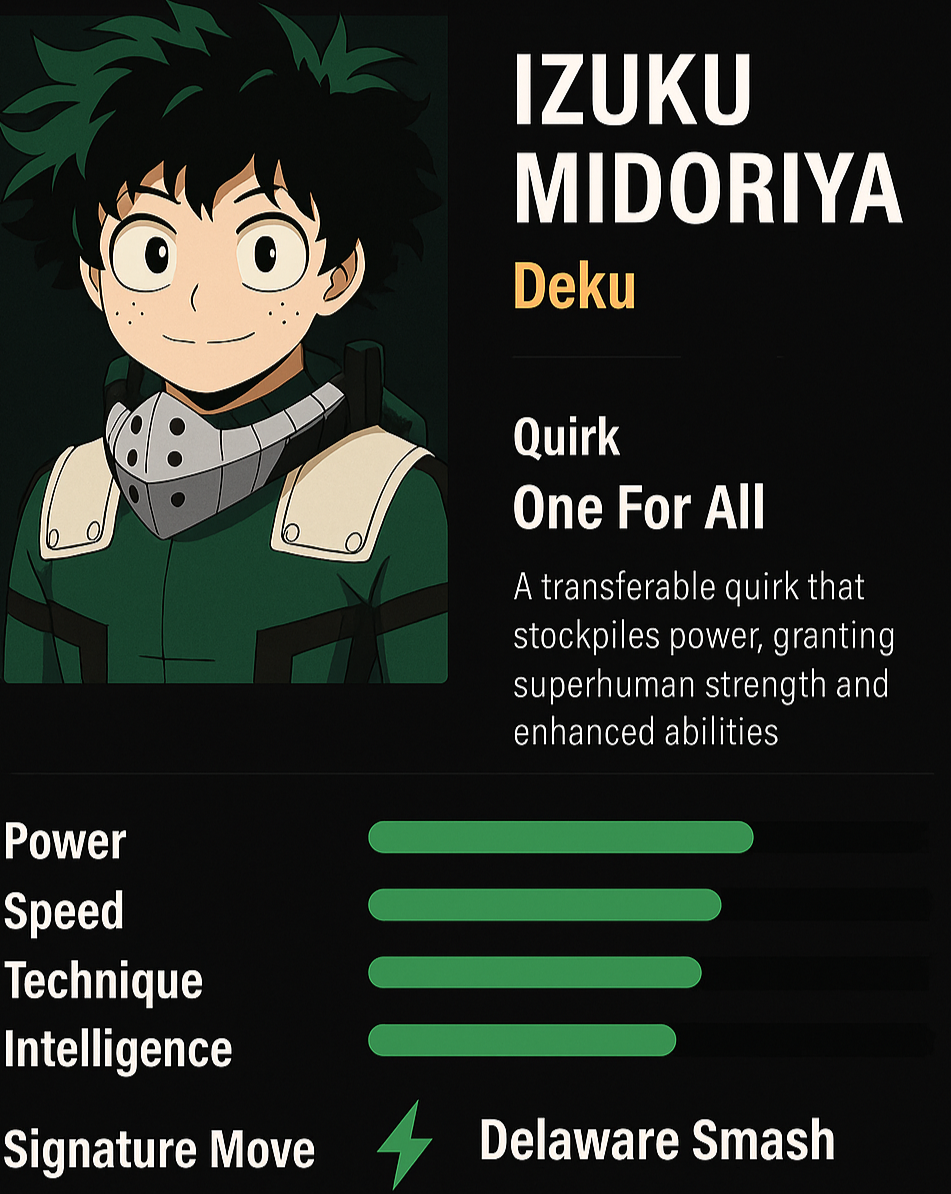 IZUKU
MIDORIYA
Deku
Quirk
One For All
A transferable quirk that
stockpiles power, granting
superhuman strength and
enhanced abilities
Power
Speed
Technique
Intelligence
Signature Move Delaware Smash